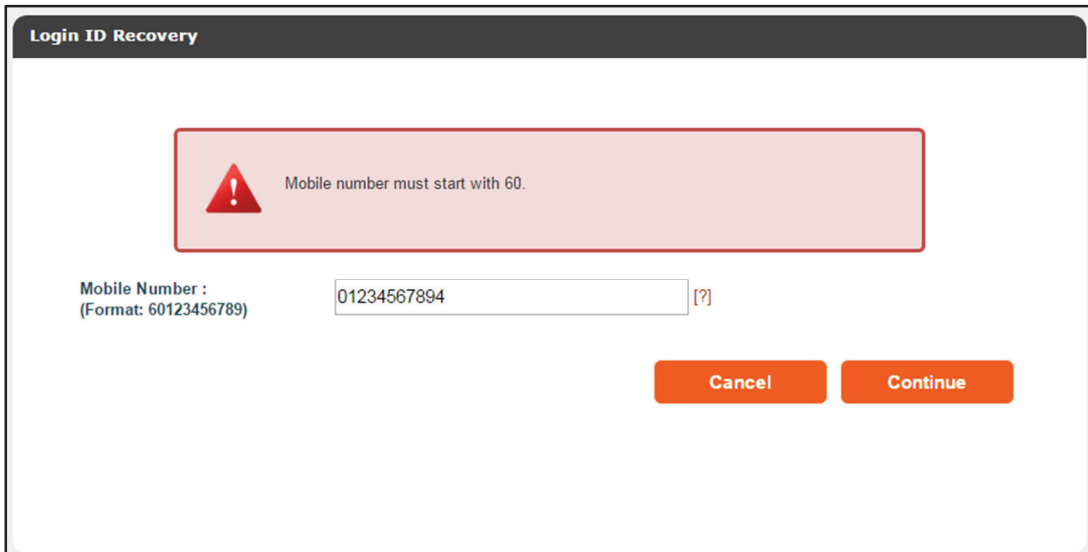 Login ID Recovery
Mobile number must start with 60.
Mobile Number :
(Format: 60123456789)
01234567894 [?]
Cancel Continue